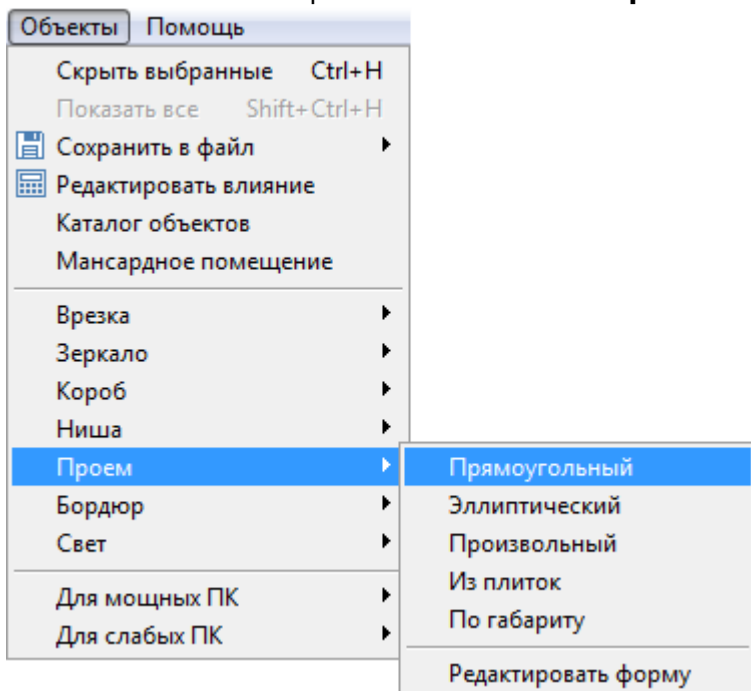 Объекты Помощь
Скрыть выбранные Ctrl+H
Показать все Shift+Ctrl+H
Сохранить в файл
Редактировать влияние
Каталог объектов
Мансардное помещение
Врезка
Зеркало
Короб
Ниша
Проем
Бордюр
Свет
Для мощных ПК
Для слабых ПК
Прямоугольный
Эллиптический
Произвольный
Из плиток
По габариту
Редактировать форму